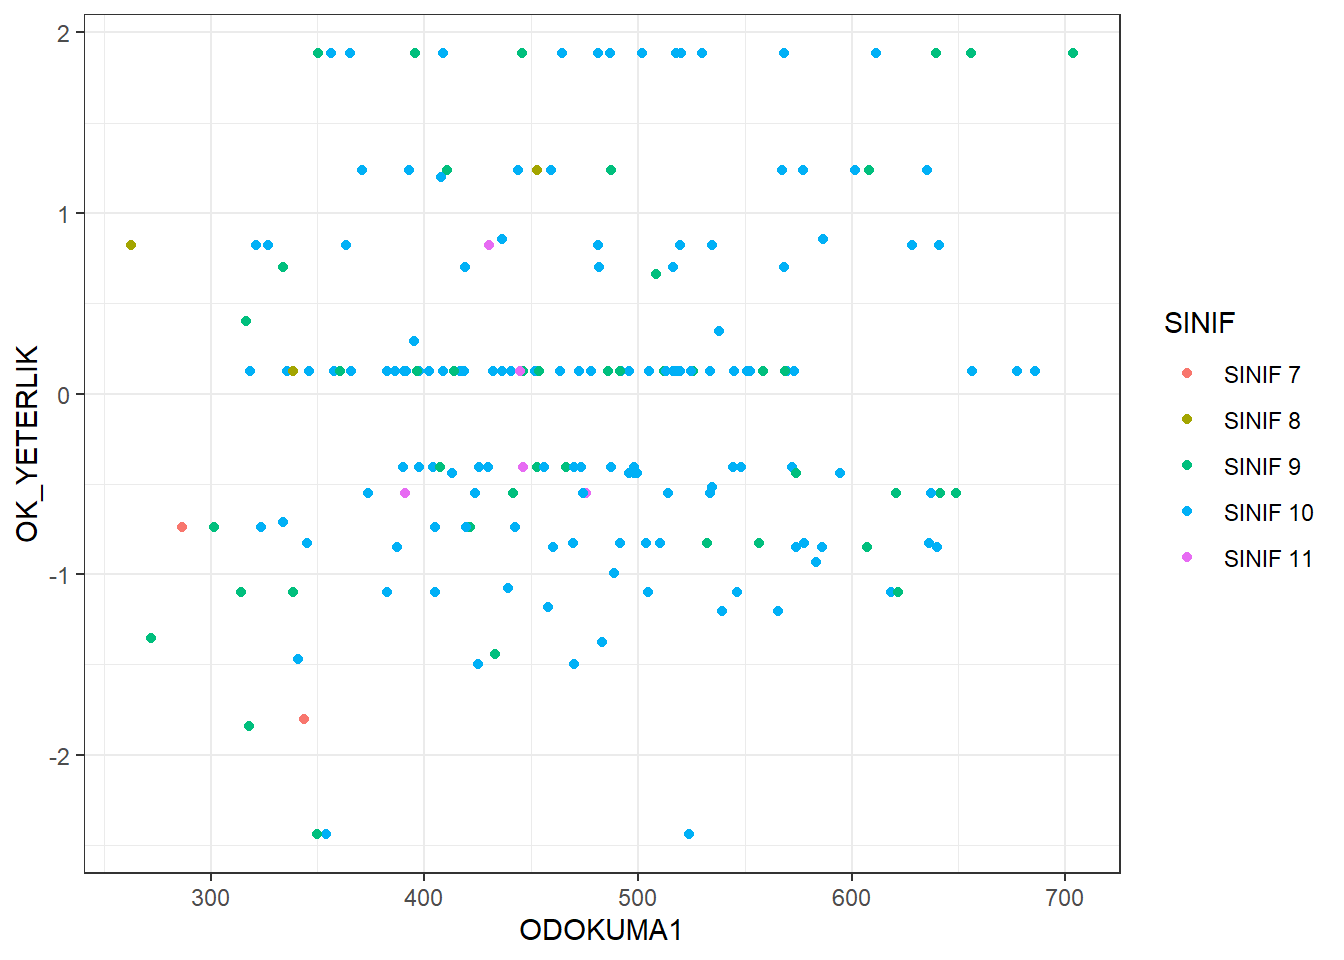 2
1
0
-1
-2
OK_YETERLIK
300
400
500
600
700
ODOKUMA1
SINIF
SINIF 7
SINIF 8
SINIF 9
SINIF 10
SINIF 11